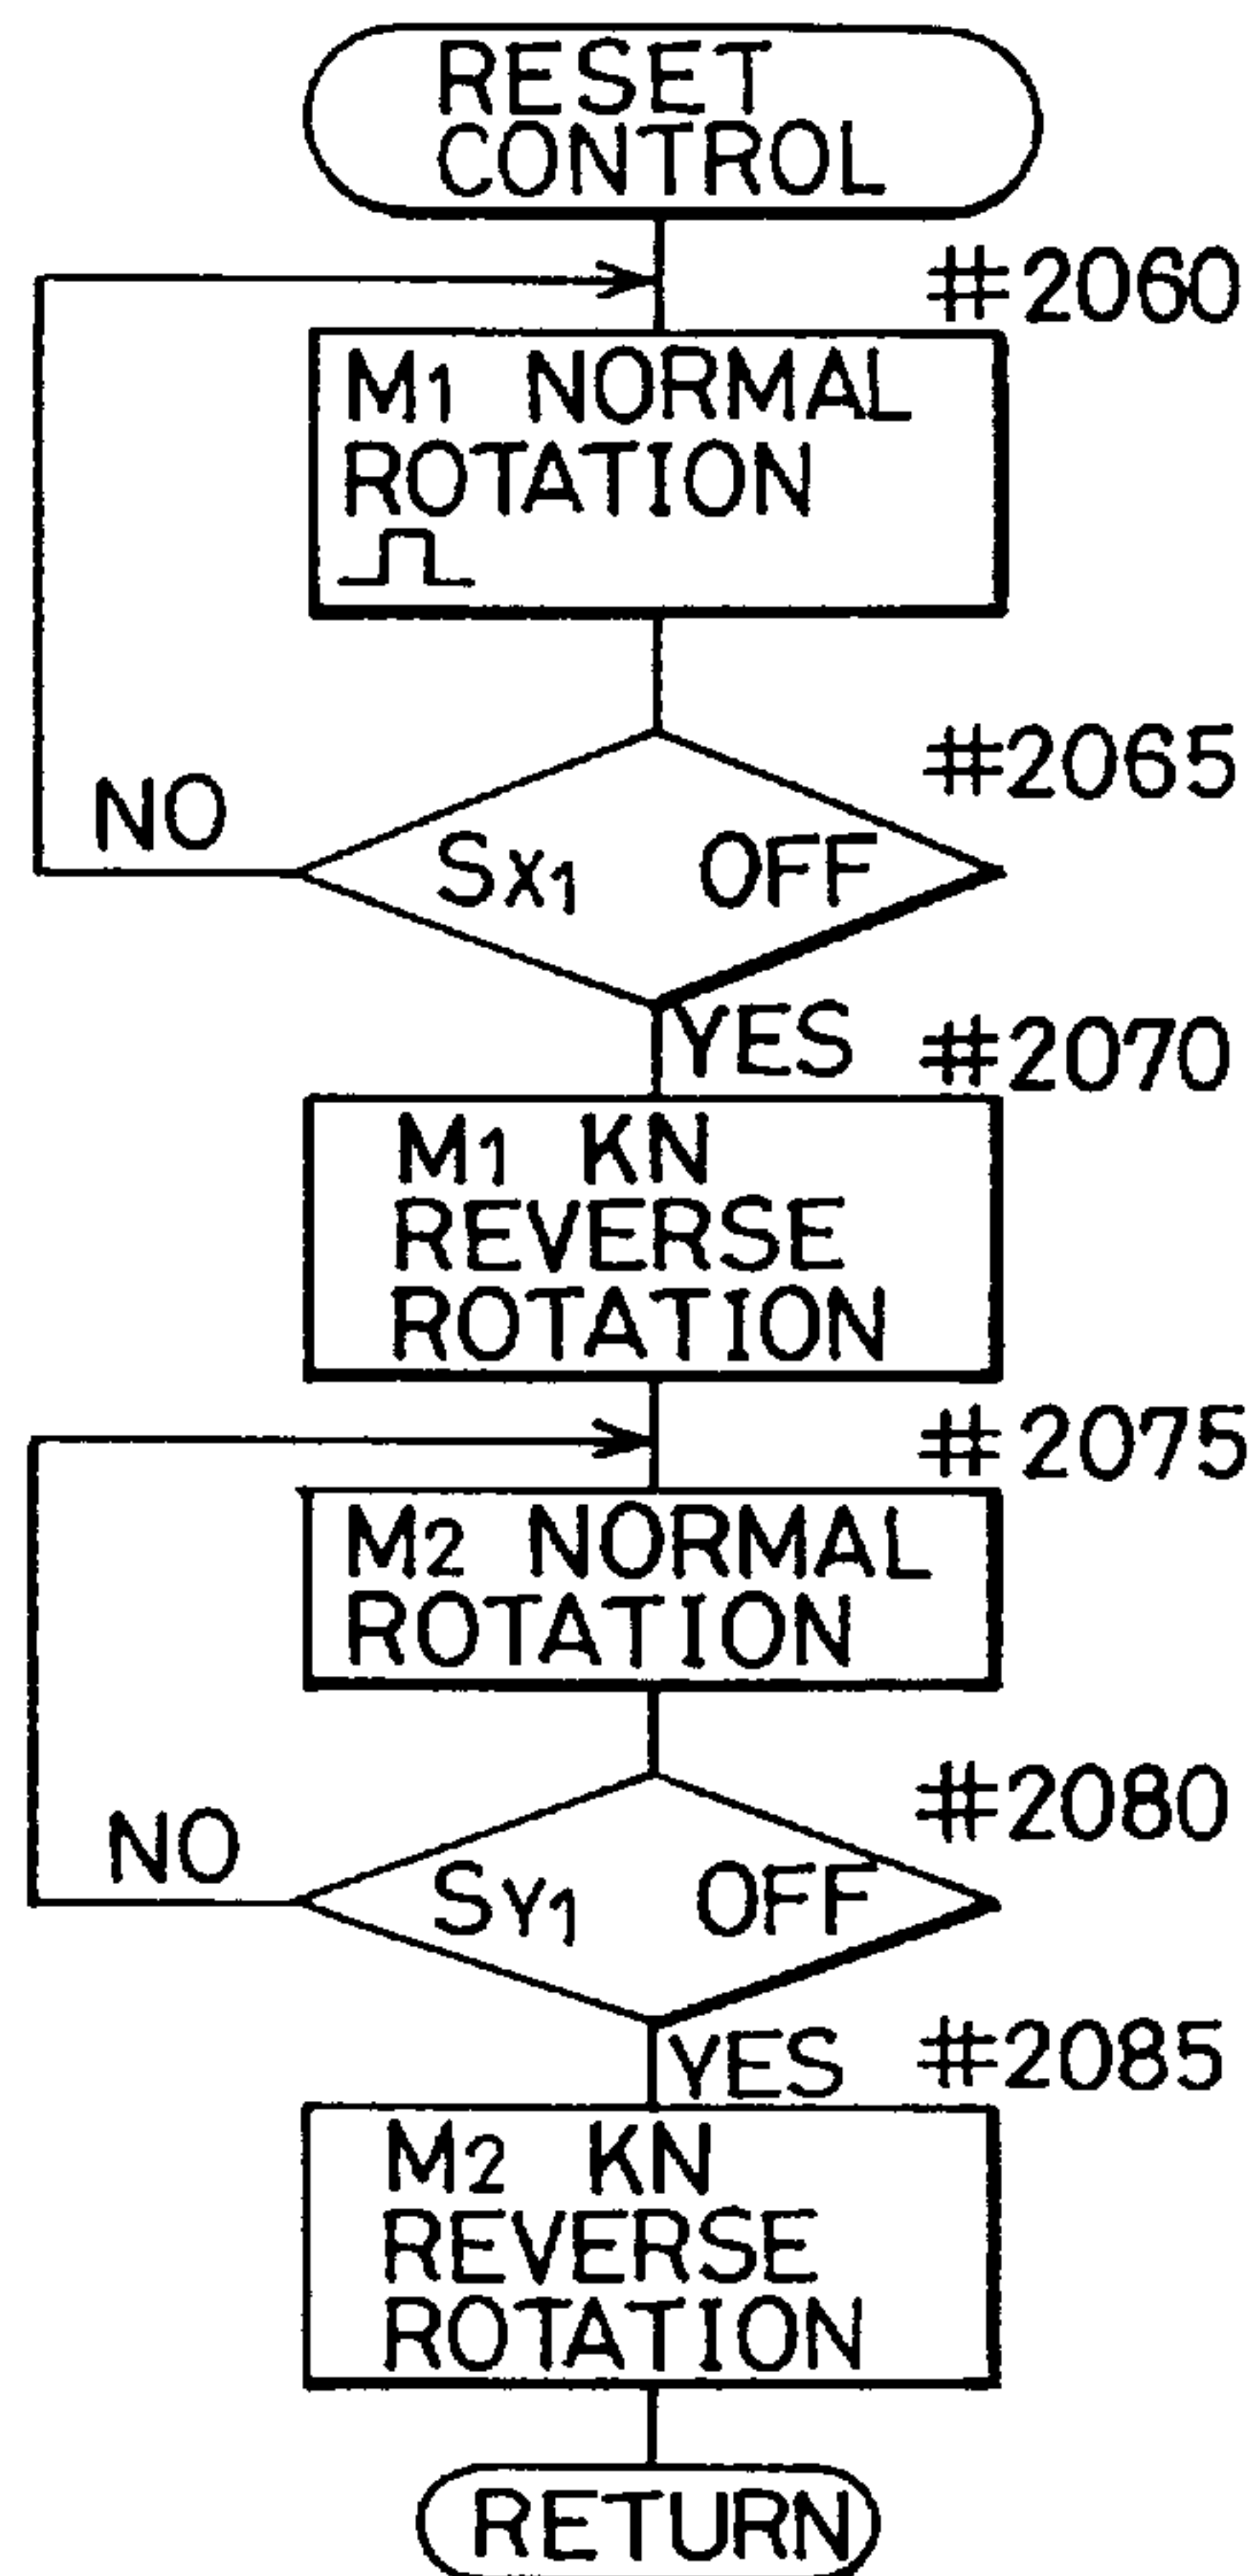 RESET
CONTROL
#2060
M1 NORMAL
ROTATION
#2065
NO
Sx1 OFF
YES
#2070
M1 KN
REVERSE
ROTATION
#2075
M2 NORMAL
ROTATION
#2080
NO
SY1 OFF
YES
#2085
M2 KN
REVERSE
ROTATION
RETURN